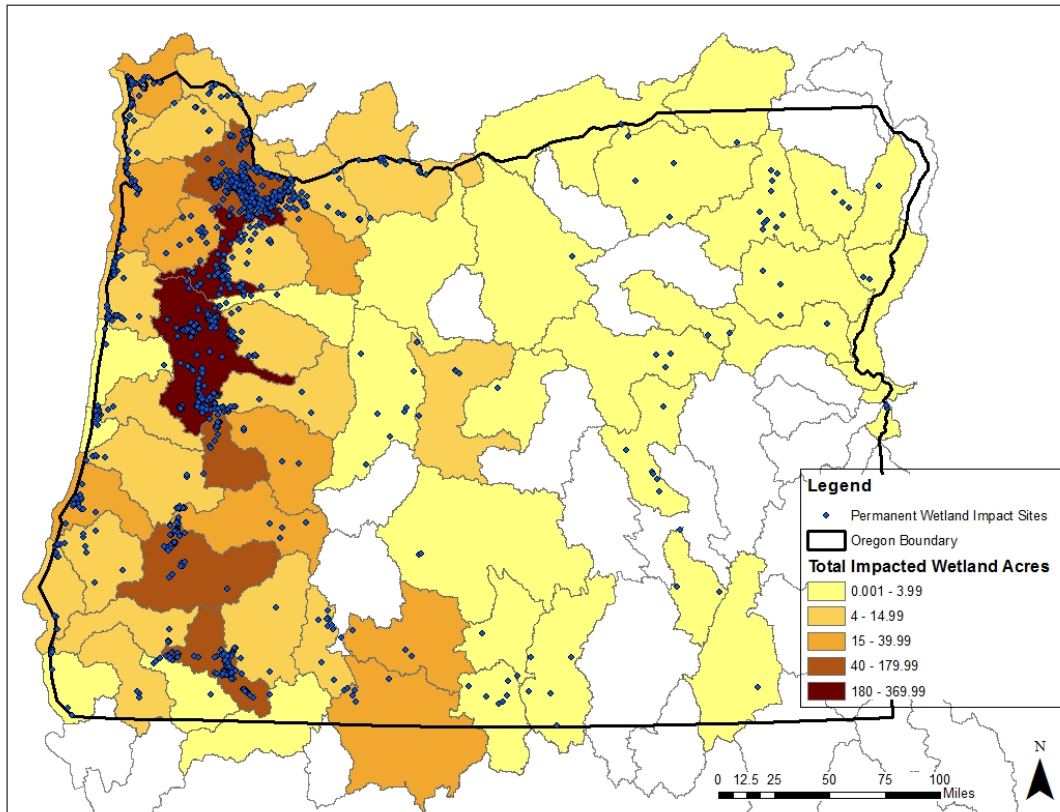 Legend
Permanent Wetland Impact Sites
Oregon Boundary
Total Impacted Wetland Acres
0.001 - 3.99
4 - 14.99
15 - 39.99
40 - 179.99
180 - 369.99
N
0 12.5 25 50 75 100
Miles